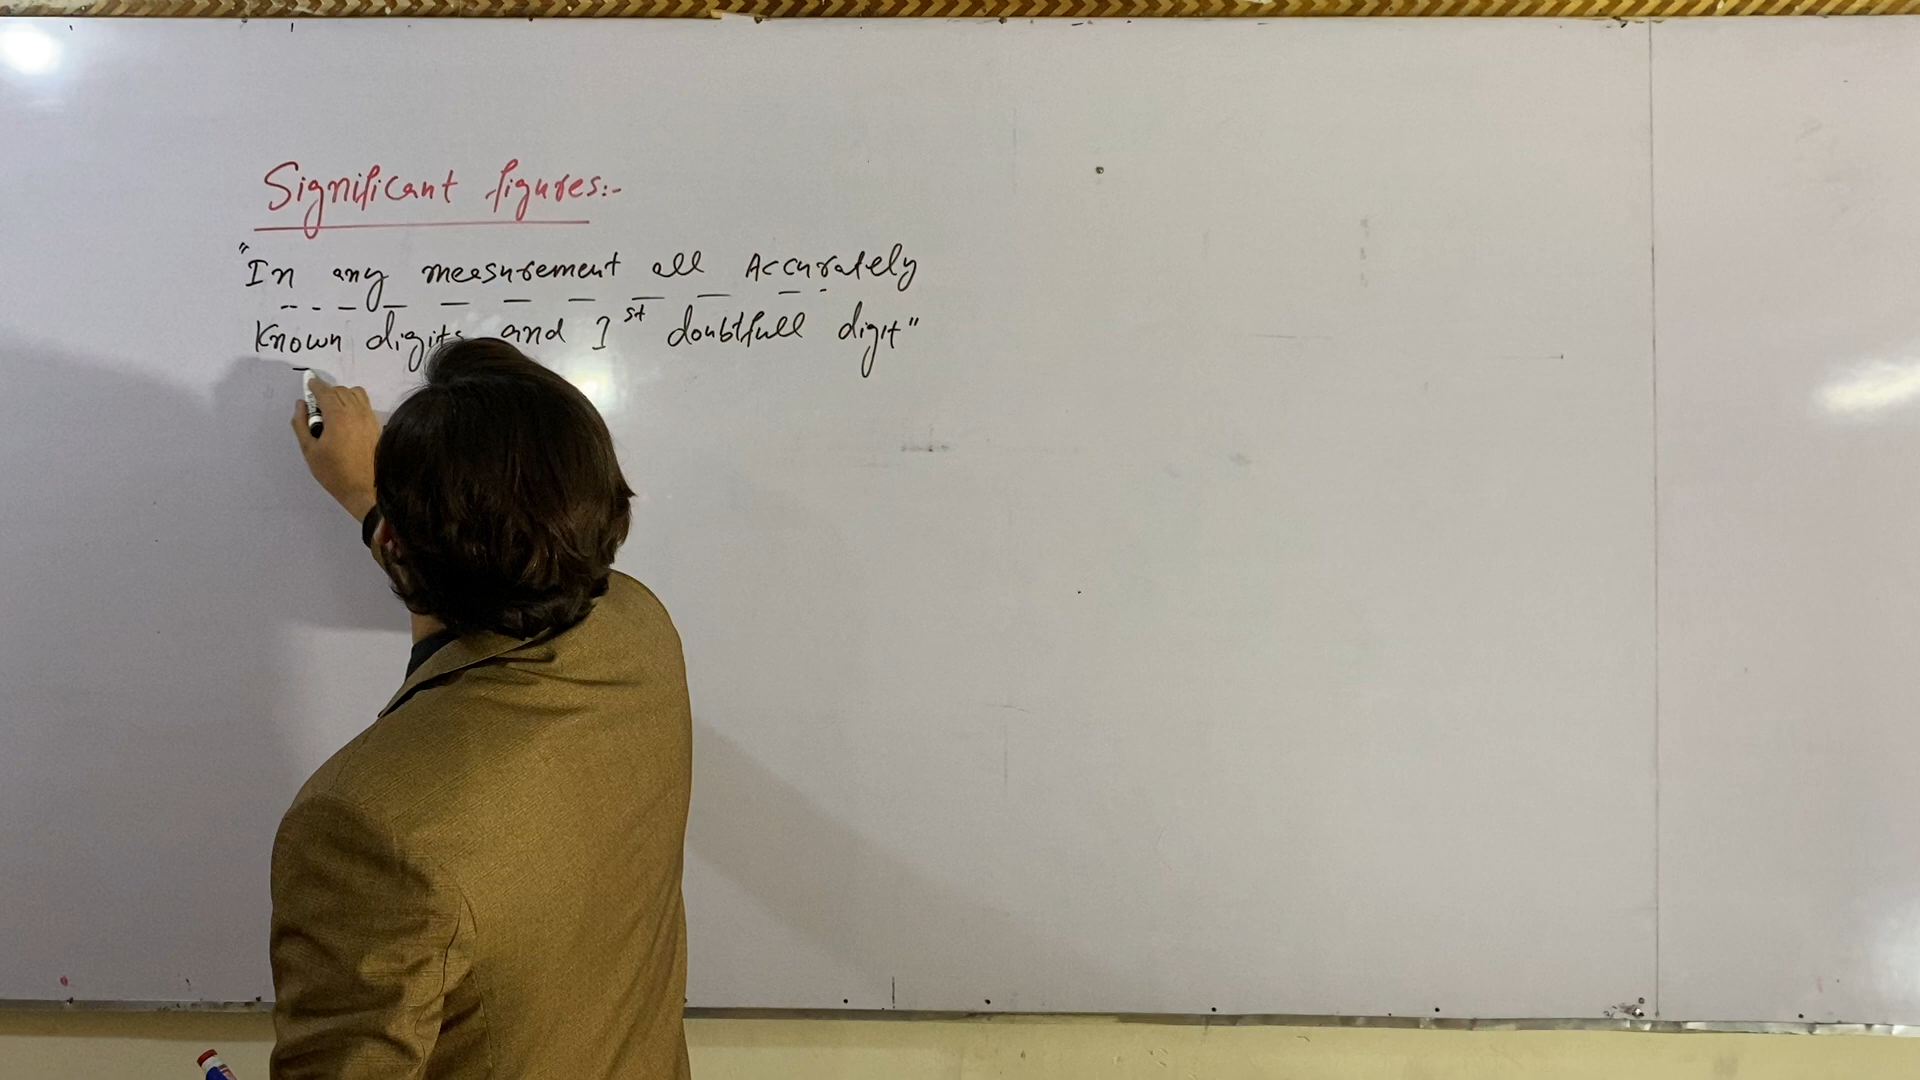 Significant figures:-
"In any measurement all Accurately
Known digits and 1st doubtfull digit"